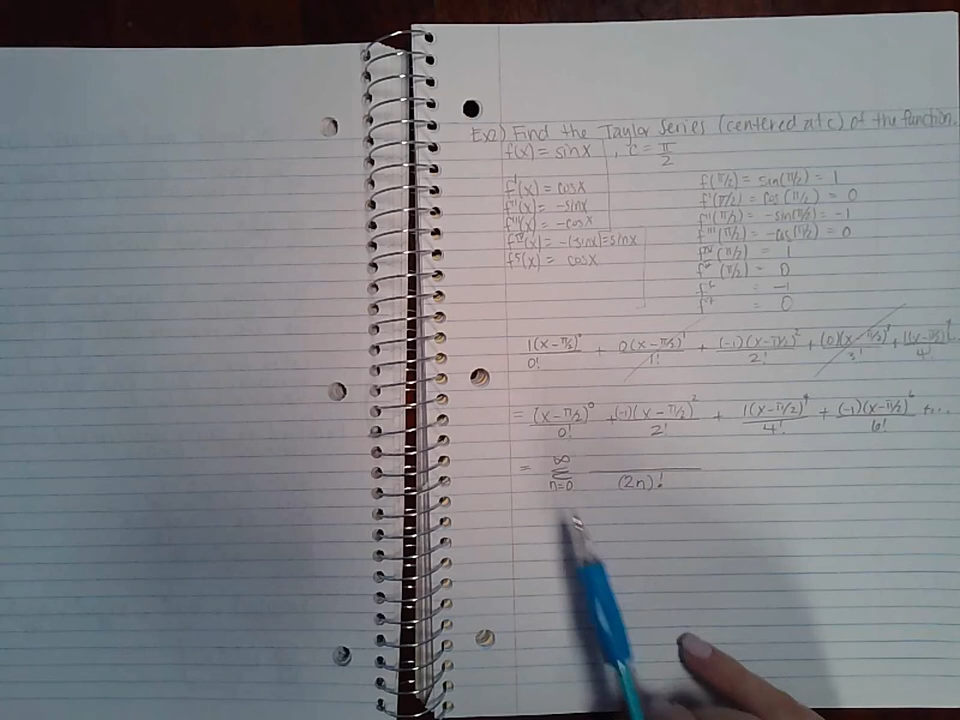 Ex2) Find the Taylor Series (centered at c) of the function.
f(x) = sinx , c = π/2
f'(x) = cosx
f''(x) = -sinx
f'''(x) = -cosx
f^IV(x) = -(-sinx) = sinx
f^5(x) = cosx
f(π/2) = sin(π/2) = 1
f'(π/2) = cos(π/2) = 0
f''(π/2) = -sin(π/2) = -1
f'''(π/2) = -cos(π/2) = 0
f^IV(π/2) = 1
f^V(π/2) = 0
f^6 = -1
f^7 = 0
1(x-π/2)^0/0! + 0(x-π/2)^1/1! + (-1)(x-π/2)^2/2! + (0)(x-π/2)^3/3! + 1(x-π/2)^4/4! ...
= (x-π/2)^0/0! + (-1)(x-π/2)^2/2! + 1(x-π/2)^4/4! + (-1)(x-π/2)^6/6! + ...
= ∞ Σ n=0 /(2n)!